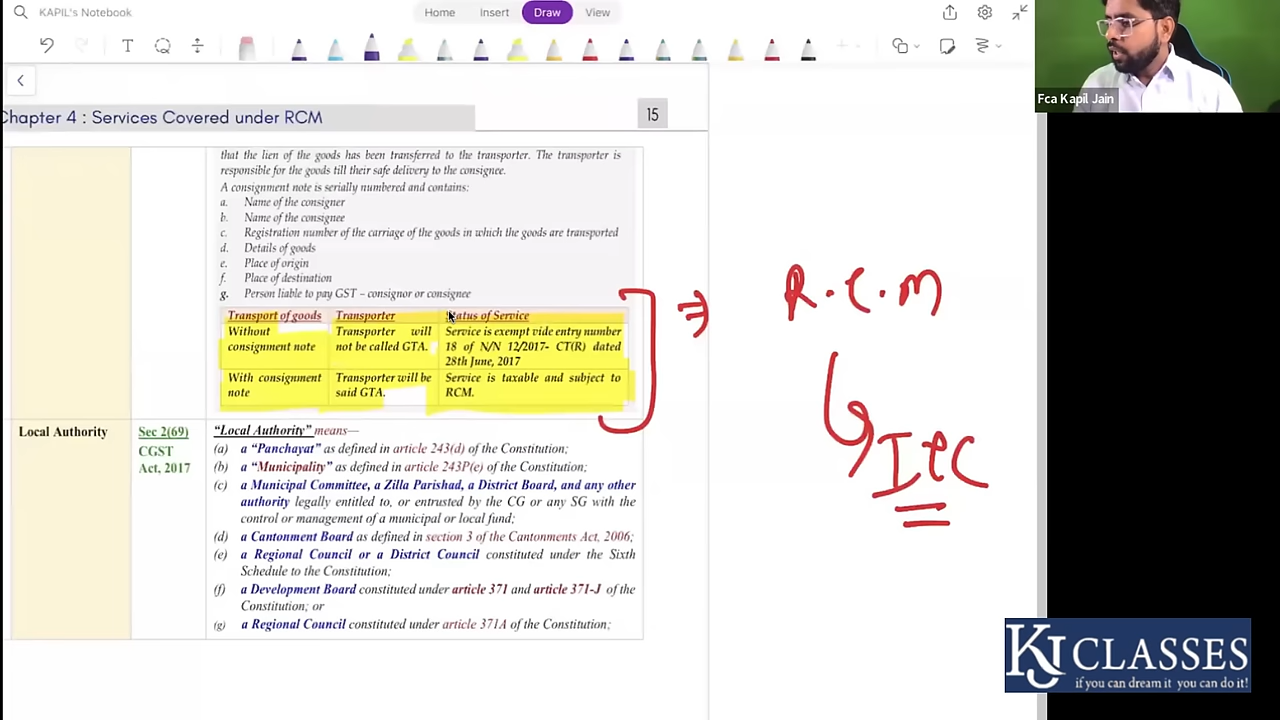 KAPIL's Notebook
Home Insert Draw View
Fca Kapil Jain
Chapter 4 : Services Covered under RCM
15
that the lien of the goods has been transferred to the transporter. The transporter is
responsible for the goods till their safe delivery to the consignee.
A consignment note is serially numbered and contains:
a. Name of the consigner
b. Name of the consignee
c. Registration number of the carriage of the goods in which the goods are transported
d. Details of goods
e. Place of origin
f. Place of destination
g. Person liable to pay GST – consignor or consignee
Transport of goods Transporter Status of Service
Without Transporter will Service is exempt vide entry number
consignment note not be called GTA. 18 of N/N 12/2017- CT(R) dated
28th June, 2017
With consignment Transporter will be Service is taxable and subject to
note said GTA. RCM.
Local Authority
Sec 2(69)
CGST
Act, 2017
"Local Authority" means—
(a) a "Panchayat" as defined in article 243(d) of the Constitution;
(b) a "Municipality" as defined in article 243P(e) of the Constitution;
(c) a Municipal Committee, a Zilla Parishad, a District Board, and any other
authority legally entitled to, or entrusted by the CG or any SG with the
control or management of a municipal or local fund;
(d) a Cantonment Board as defined in section 3 of the Cantonments Act, 2006;
(e) a Regional Council or a District Council constituted under the Sixth
Schedule to the Constitution;
(f) a Development Board constituted under article 371 and article 371-J of the
Constitution; or
(g) a Regional Council constituted under article 371A of the Constitution;
⇒ R.C.M
ITC
KJ CLASSES
if you can dream it you can do it!